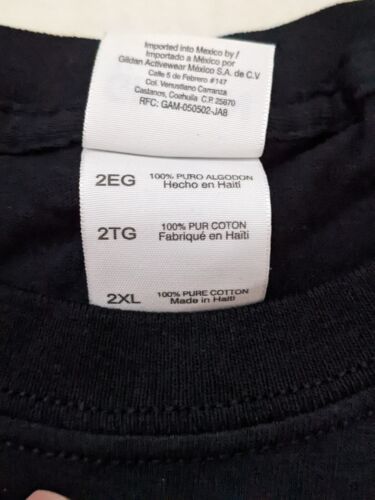 Imported into Mexico by /
Importado a México por
Gildan Activewear México S.A. de C.V
Calle 5 de Febrero #147
Col. Venustiano Carranza
Castanos, Coahuila C.P. 25870
RFC: GAM-050502-JA8
2EG 100% PURO ALGODON
Hecho en Haiti
2TG 100% PUR COTON
Fabriqué en Haïti
2XL 100% PURE COTTON
Made in Haiti